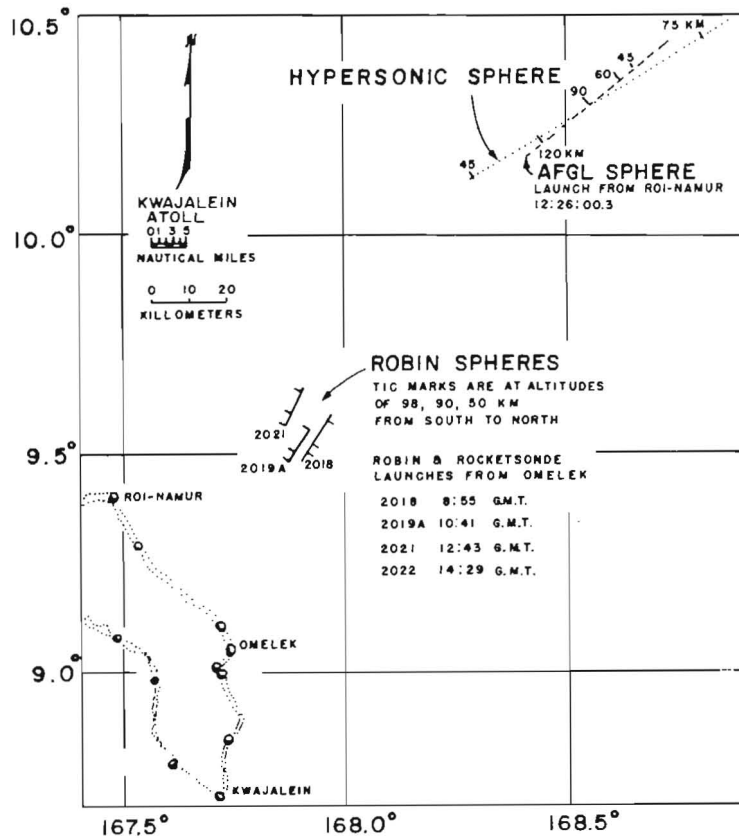 10.5°
75 KM
45
HYPERSONIC SPHERE
60
90
45
120 KM
AFGL SPHERE
LAUNCH FROM ROI-NAMUR
12:26:00.3
KWAJALEIN
ATOLL
01 3 5
NAUTICAL MILES
10.0°
0 10 20
KILLOMETERS
ROBIN SPHERES
TIC MARKS ARE AT ALTITUDES
OF 98, 90, 50 KM
FROM SOUTH TO NORTH
2021
2019A
2018
9.5°
ROBIN & ROCKETSONDE
LAUNCHES FROM OMELEK
2018 8:55 G.M.T.
2019A 10:41 G.M.T.
2021 12:43 G.M.T.
2022 14:29 G.M.T.
ROI-NAMUR
OMELEK
9.0°
KWAJALEIN
167.5° 168.0° 168.5°